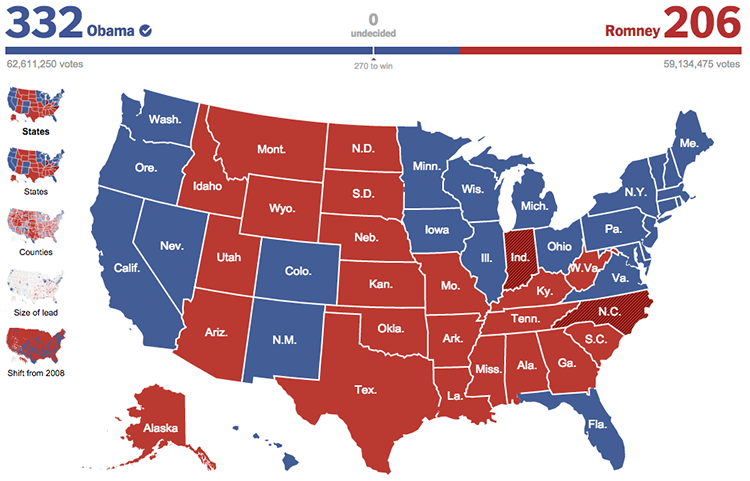 332 Obama
0
undecided
Romney 206
62,611,250 votes
270 to win
59,134,475 votes
States
States
Counties
Size of lead
Shift from 2008
Wash.
Ore.
Calif.
Nev.
Idaho
Mont.
Wyo.
Utah
Ariz.
Colo.
N.M.
N.D.
S.D.
Neb.
Kan.
Okla.
Tex.
Minn.
Iowa
Mo.
Ark.
La.
Wis.
Ill.
Mich.
Ind.
Ohio
Ky.
Tenn.
Miss.
Ala.
Ga.
Fla.
S.C.
N.C.
Va.
W.Va.
Pa.
N.Y.
Me.
Alaska